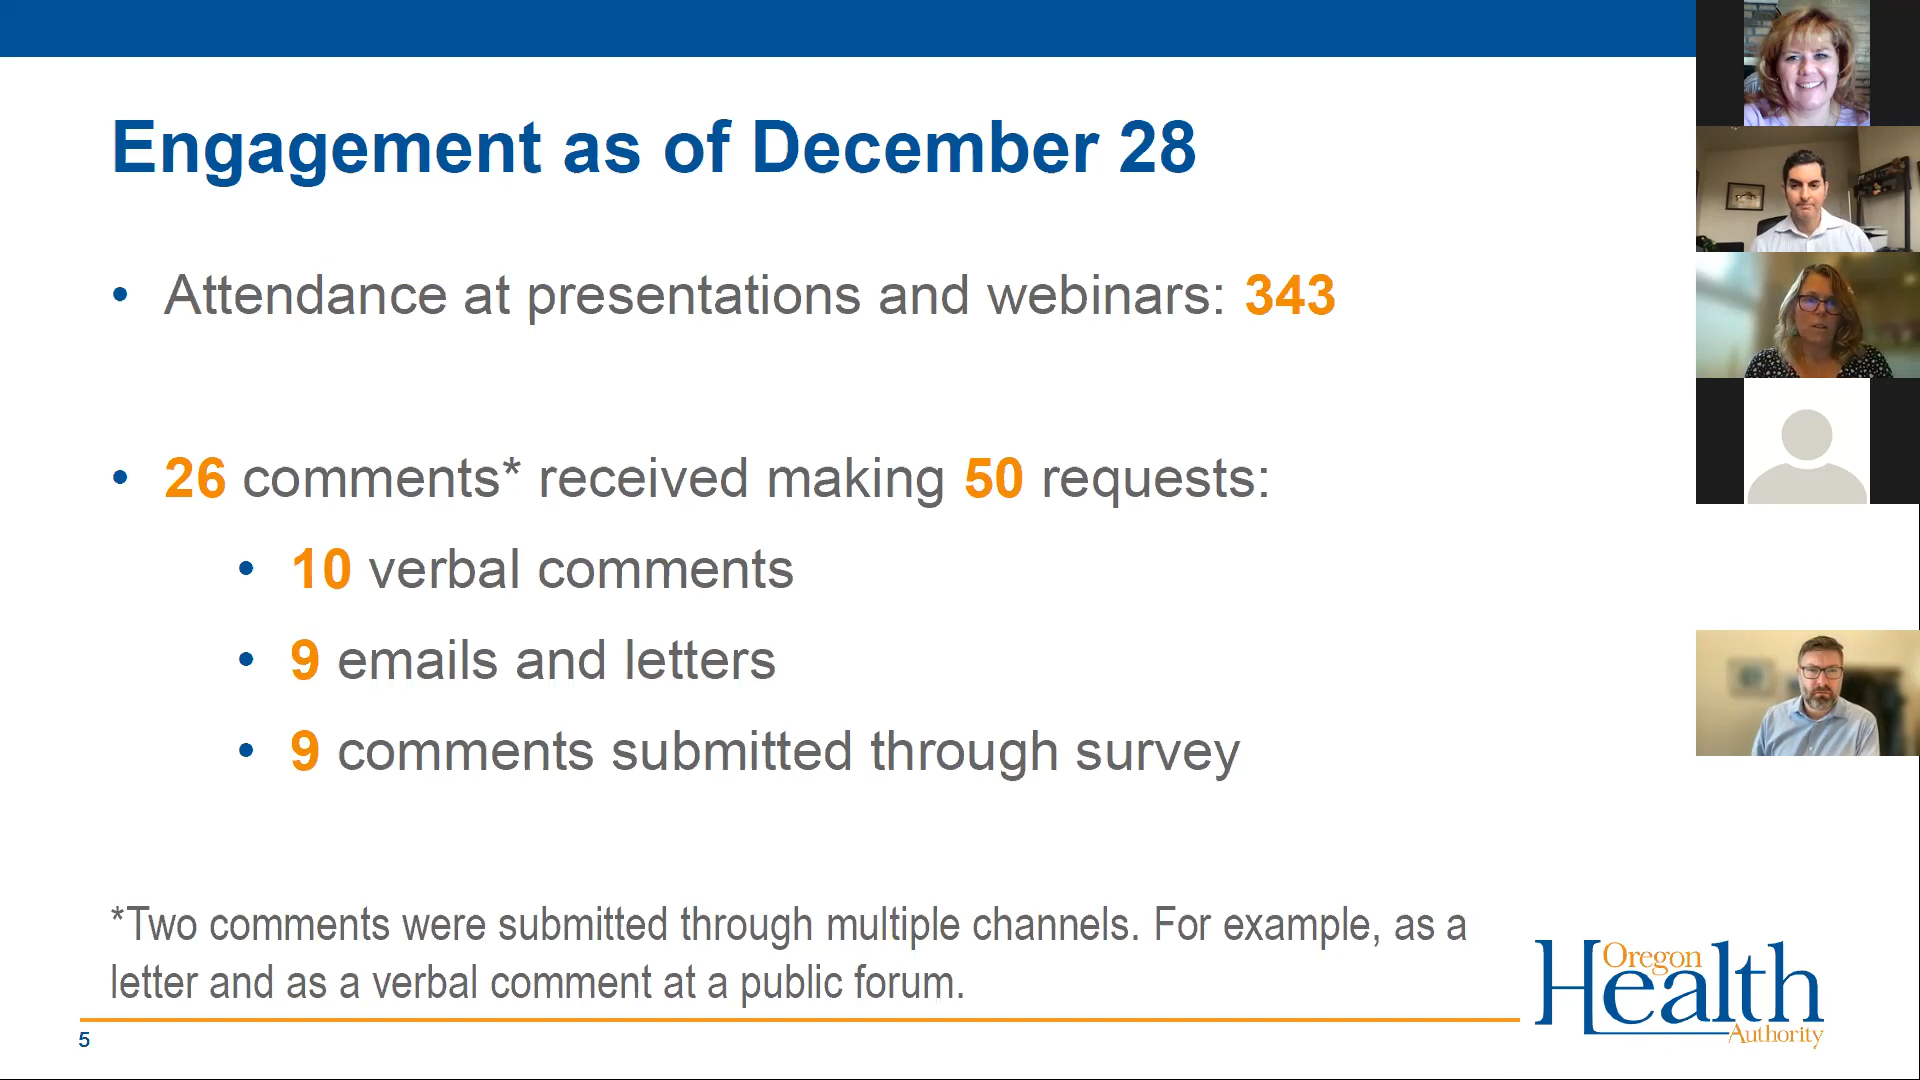 Engagement as of December 28
• Attendance at presentations and webinars: 343
• 26 comments* received making 50 requests:
• 10 verbal comments
• 9 emails and letters
• 9 comments submitted through survey
*Two comments were submitted through multiple channels. For example, as a
letter and as a verbal comment at a public forum.
5
Oregon
Health
Authority